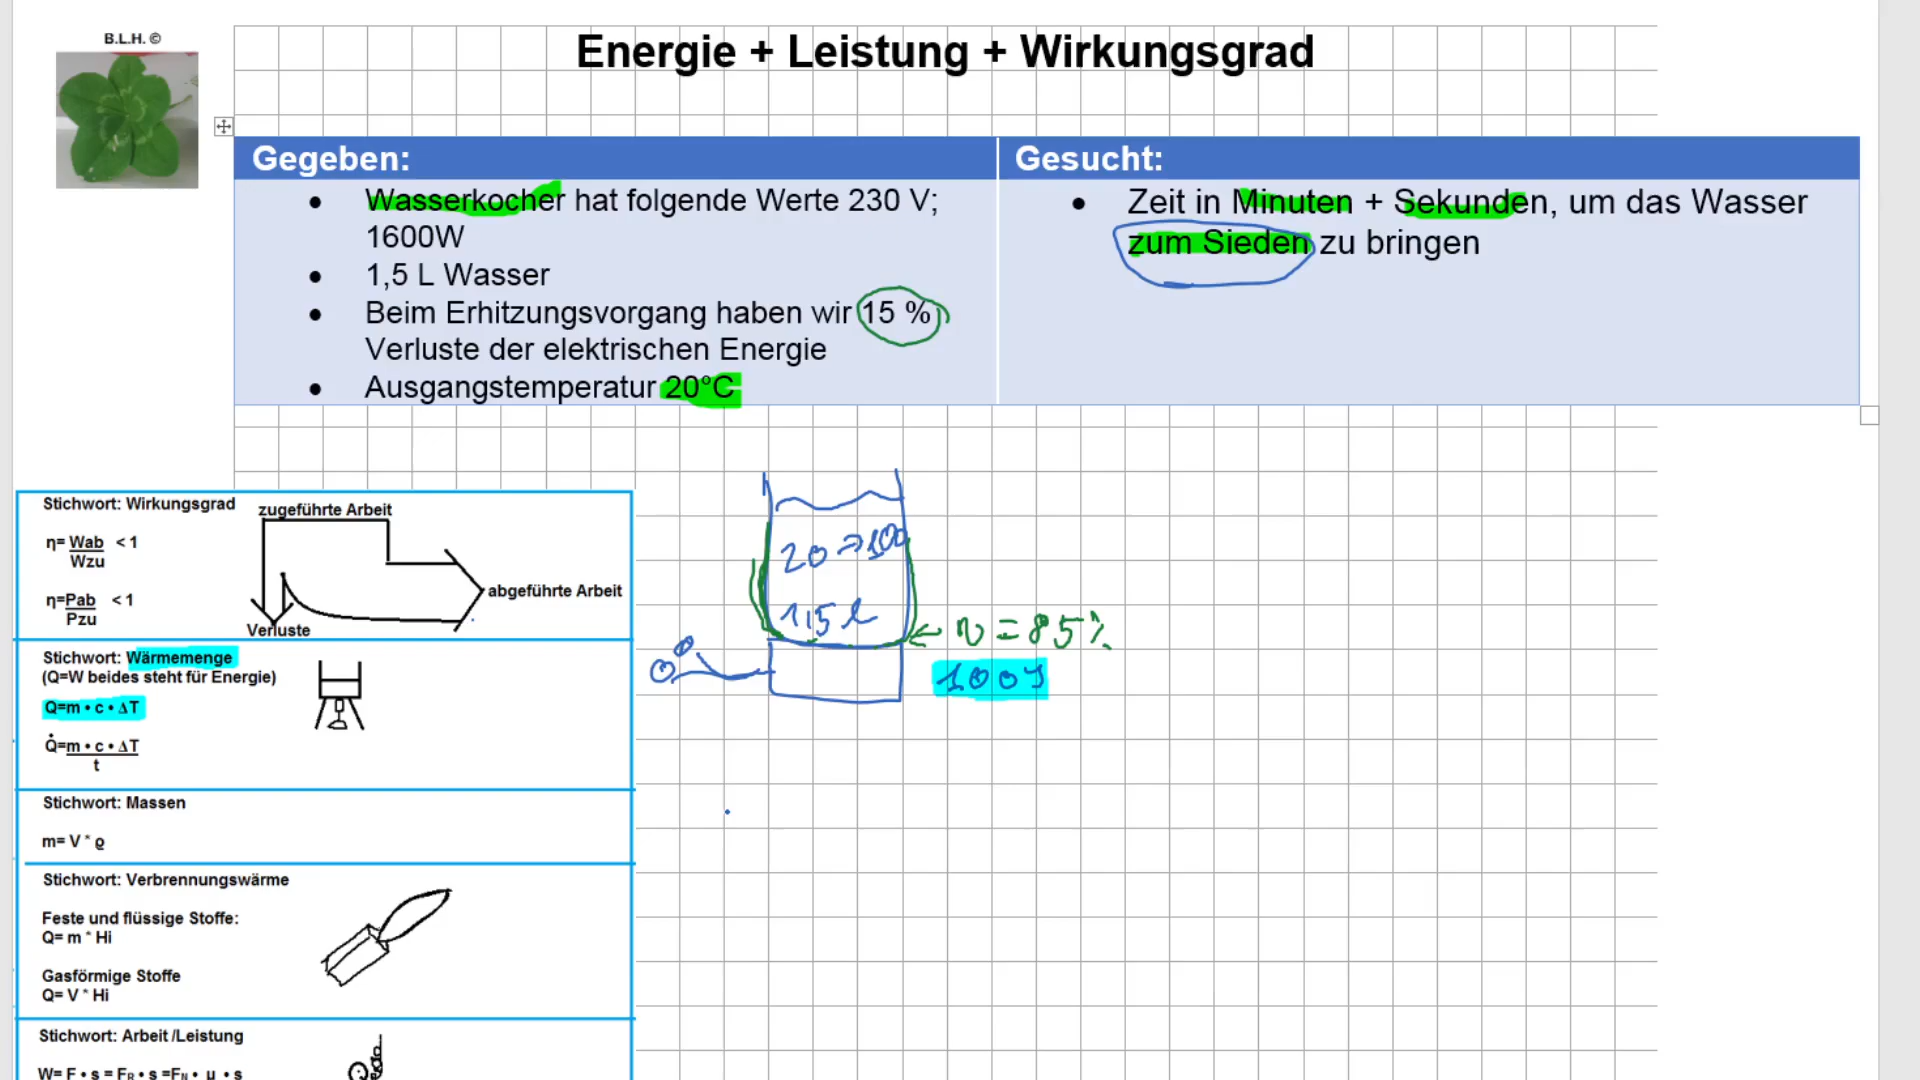 B.L.H. ©
Energie + Leistung + Wirkungsgrad
Gegeben:
Wasserkocher hat folgende Werte 230 V;
1600W
1,5 L Wasser
Beim Erhitzungsvorgang haben wir 15 %
Verluste der elektrischen Energie
Ausgangstemperatur 20°C
Gesucht:
Zeit in Minuten + Sekunden, um das Wasser
zum Sieden zu bringen
Stichwort: Wirkungsgrad
zugeführte Arbeit
η= Wab < 1
Wzu
abgeführte Arbeit
η=Pab < 1
Pzu
Verluste
Stichwort: Wärmemenge
(Q=W beides steht für Energie)
Q=m • c • ΔT
Q̇=m • c • ΔT
t
Stichwort: Massen
m= V * ϱ
Stichwort: Verbrennungswärme
Feste und flüssige Stoffe:
Q= m * Hi
Gasförmige Stoffe
Q= V * Hi
Stichwort: Arbeit /Leistung
W= F • s = FR • s =FN • μ • s
20 ⇒ 100
1,5 l
η = 85 %